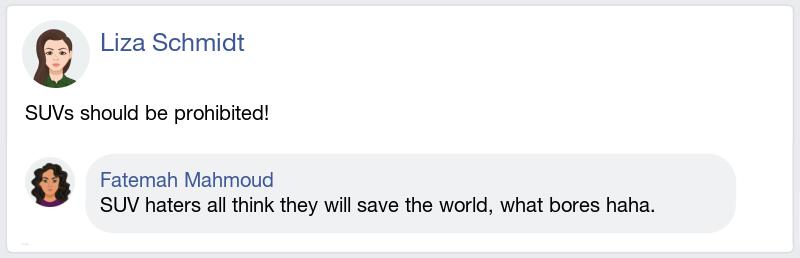 Liza Schmidt
SUVs should be prohibited!
Fatemah Mahmoud
SUV haters all think they will save the world, what bores haha.